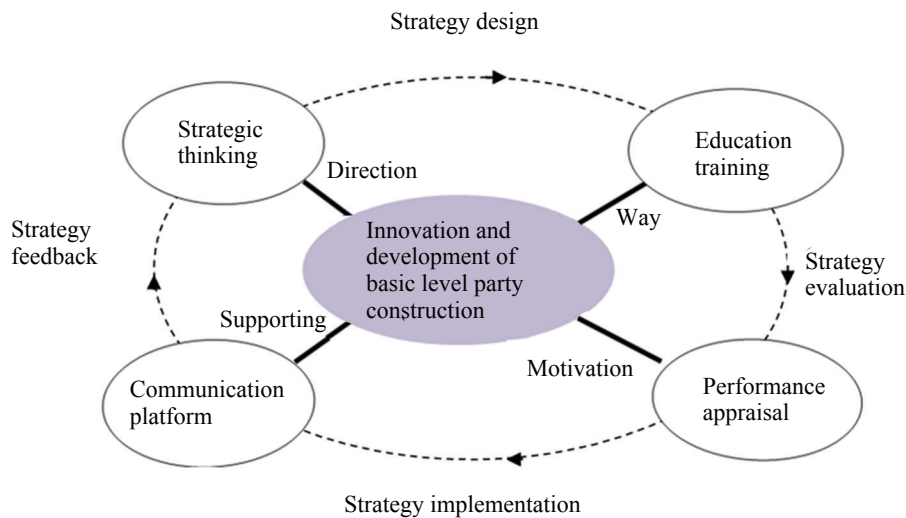 Strategy design
Strategic
thinking
Education
training
Direction
Way
Innovation and
development of
basic level party
construction
Strategy
feedback
Strategy
evaluation
Supporting
Motivation
Communication
platform
Performance
appraisal
Strategy implementation